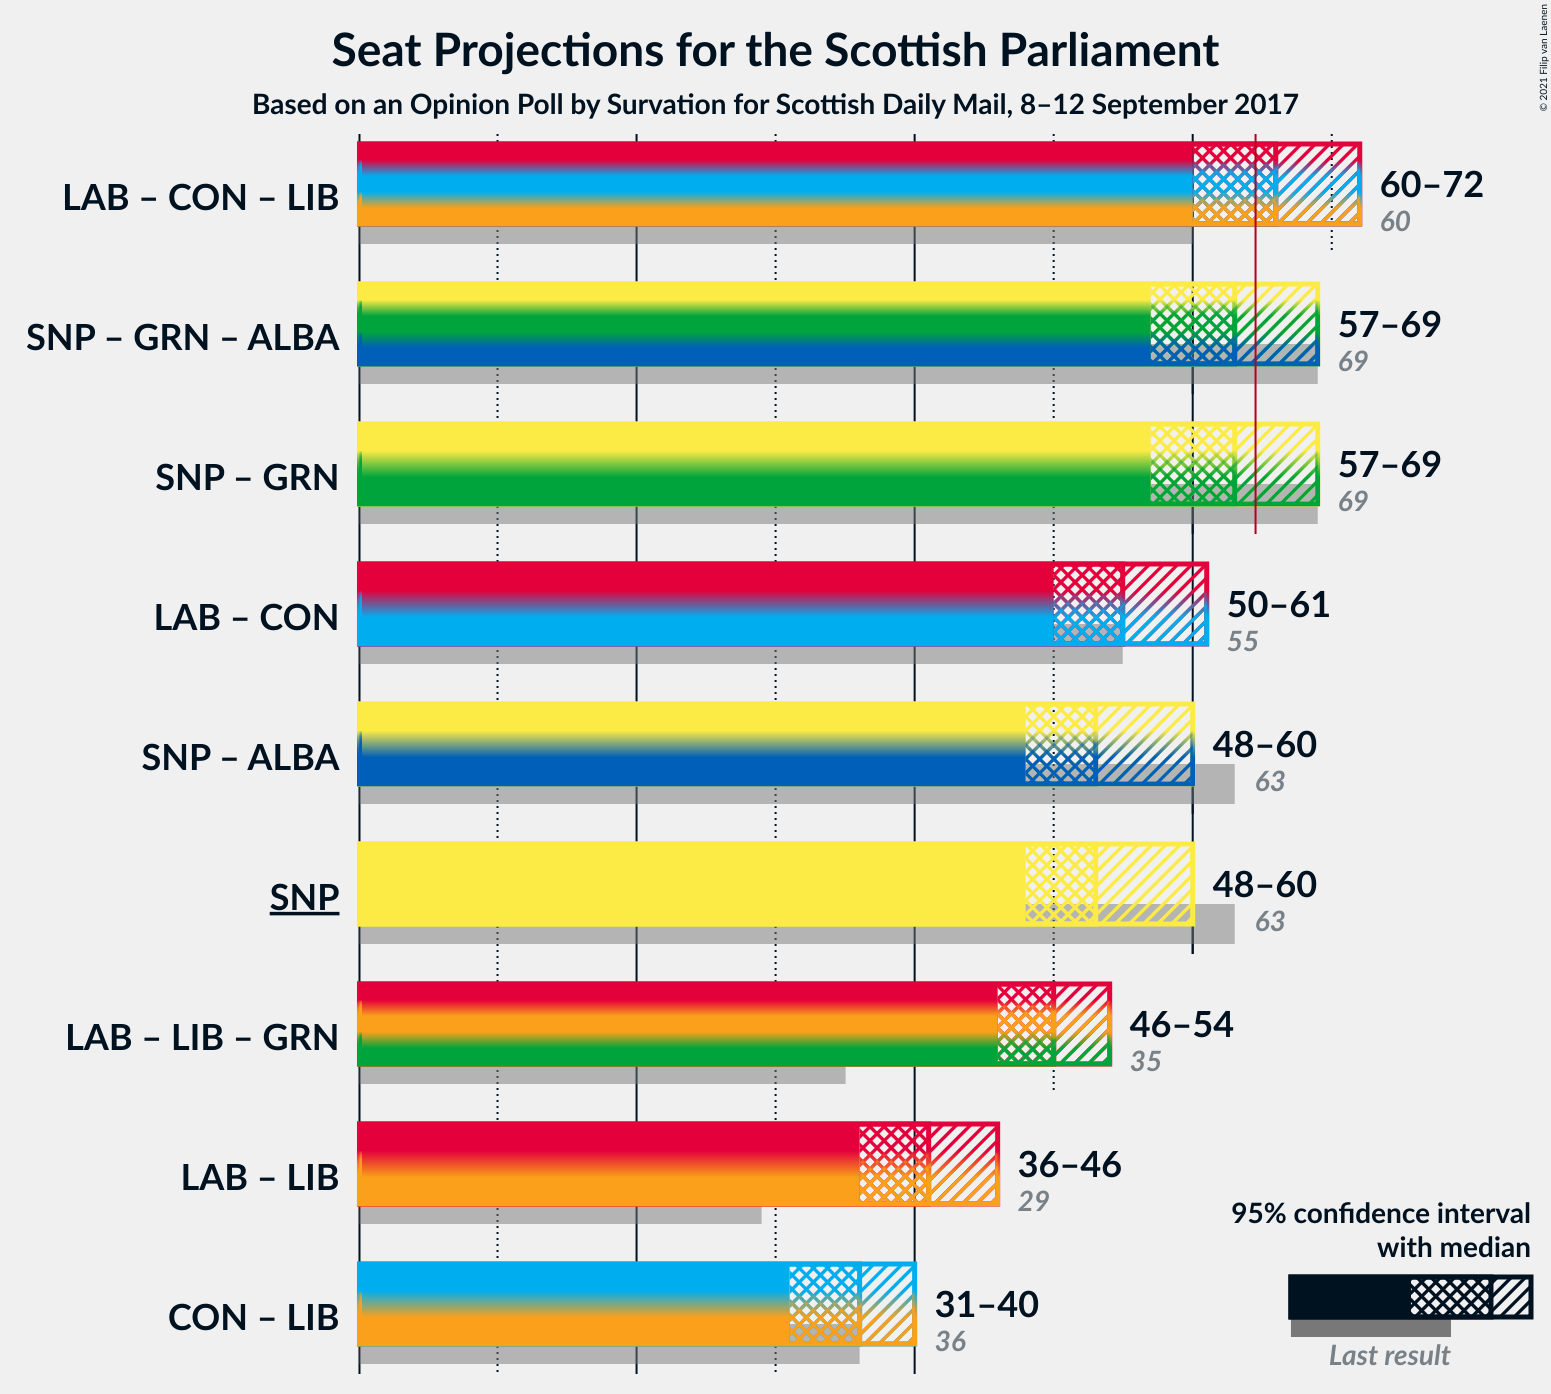 Seat Projections for the Scottish Parliament
Based on an Opinion Poll by Survation for Scottish Daily Mail, 8–12 September 2017
© 2021 Filip van Laenen
LAB – CON – LIB
60–72
60
SNP – GRN – ALBA
57–69
69
SNP – GRN
57–69
69
LAB – CON
50–61
55
SNP – ALBA
48–60
63
SNP
48–60
63
LAB – LIB – GRN
46–54
35
LAB – LIB
36–46
29
CON – LIB
31–40
36
95% confidence interval
with median
Last result